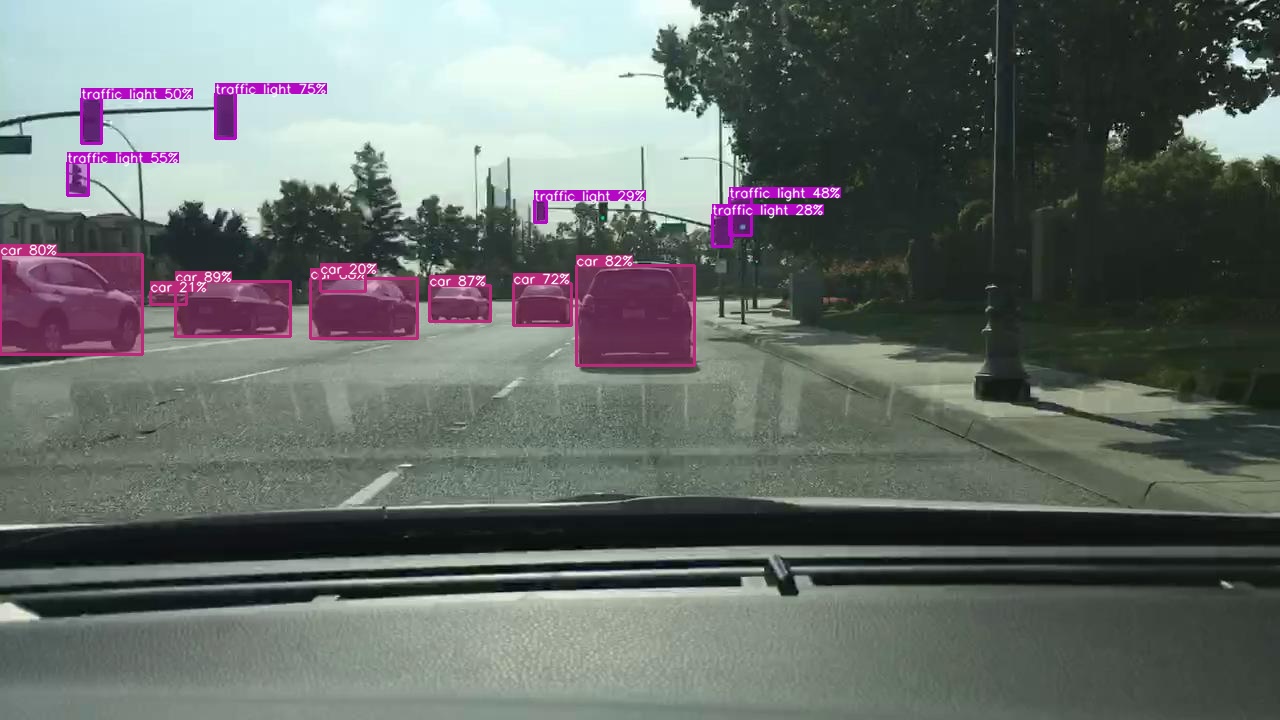 traffic light 50%
traffic light 75%
traffic light 55%
traffic light 29%
traffic light 48%
traffic light 28%
car 80%
car 89%
car 21%
car 20%
car 87%
car 72%
car 82%